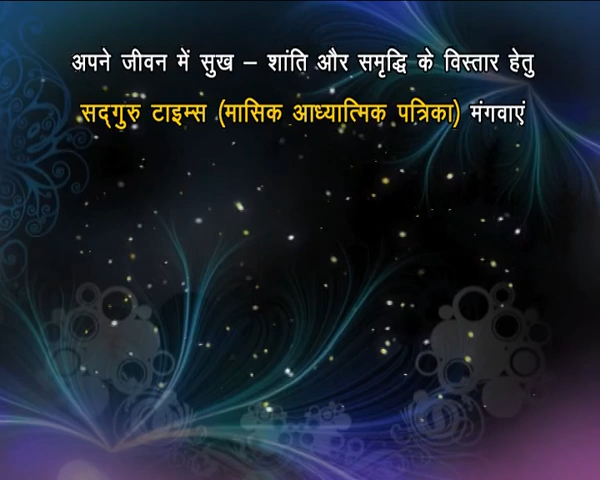 अपने जीवन में सुख – शांति और समृद्धि के विस्तार हेतु
सद्गुरु टाइम्स (मासिक आध्यात्मिक पत्रिका) मंगवाएं